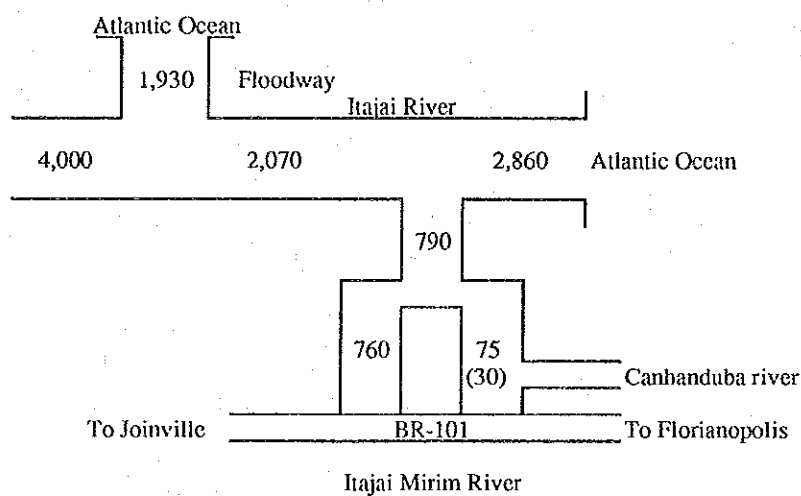 Atlantic Ocean
1,930 Floodway
Itajai River
4,000 2,070 2,860 Atlantic Ocean
790
760 75
(30)
Canhanduba river
To Joinville BR-101 To Florianopolis
Itajai Mirim River